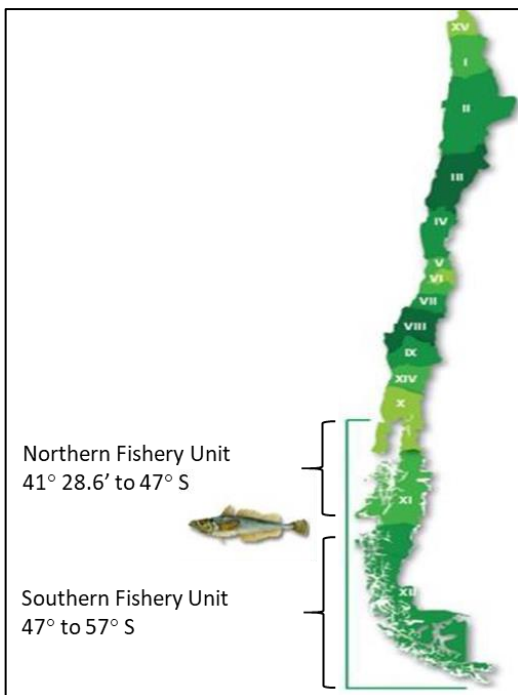 XV
I
II
III
IV
V
VI
VII
VIII
IX
XIV
X
Northern Fishery Unit
41° 28.6’ to 47° S
XI
Southern Fishery Unit
47° to 57° S
XII